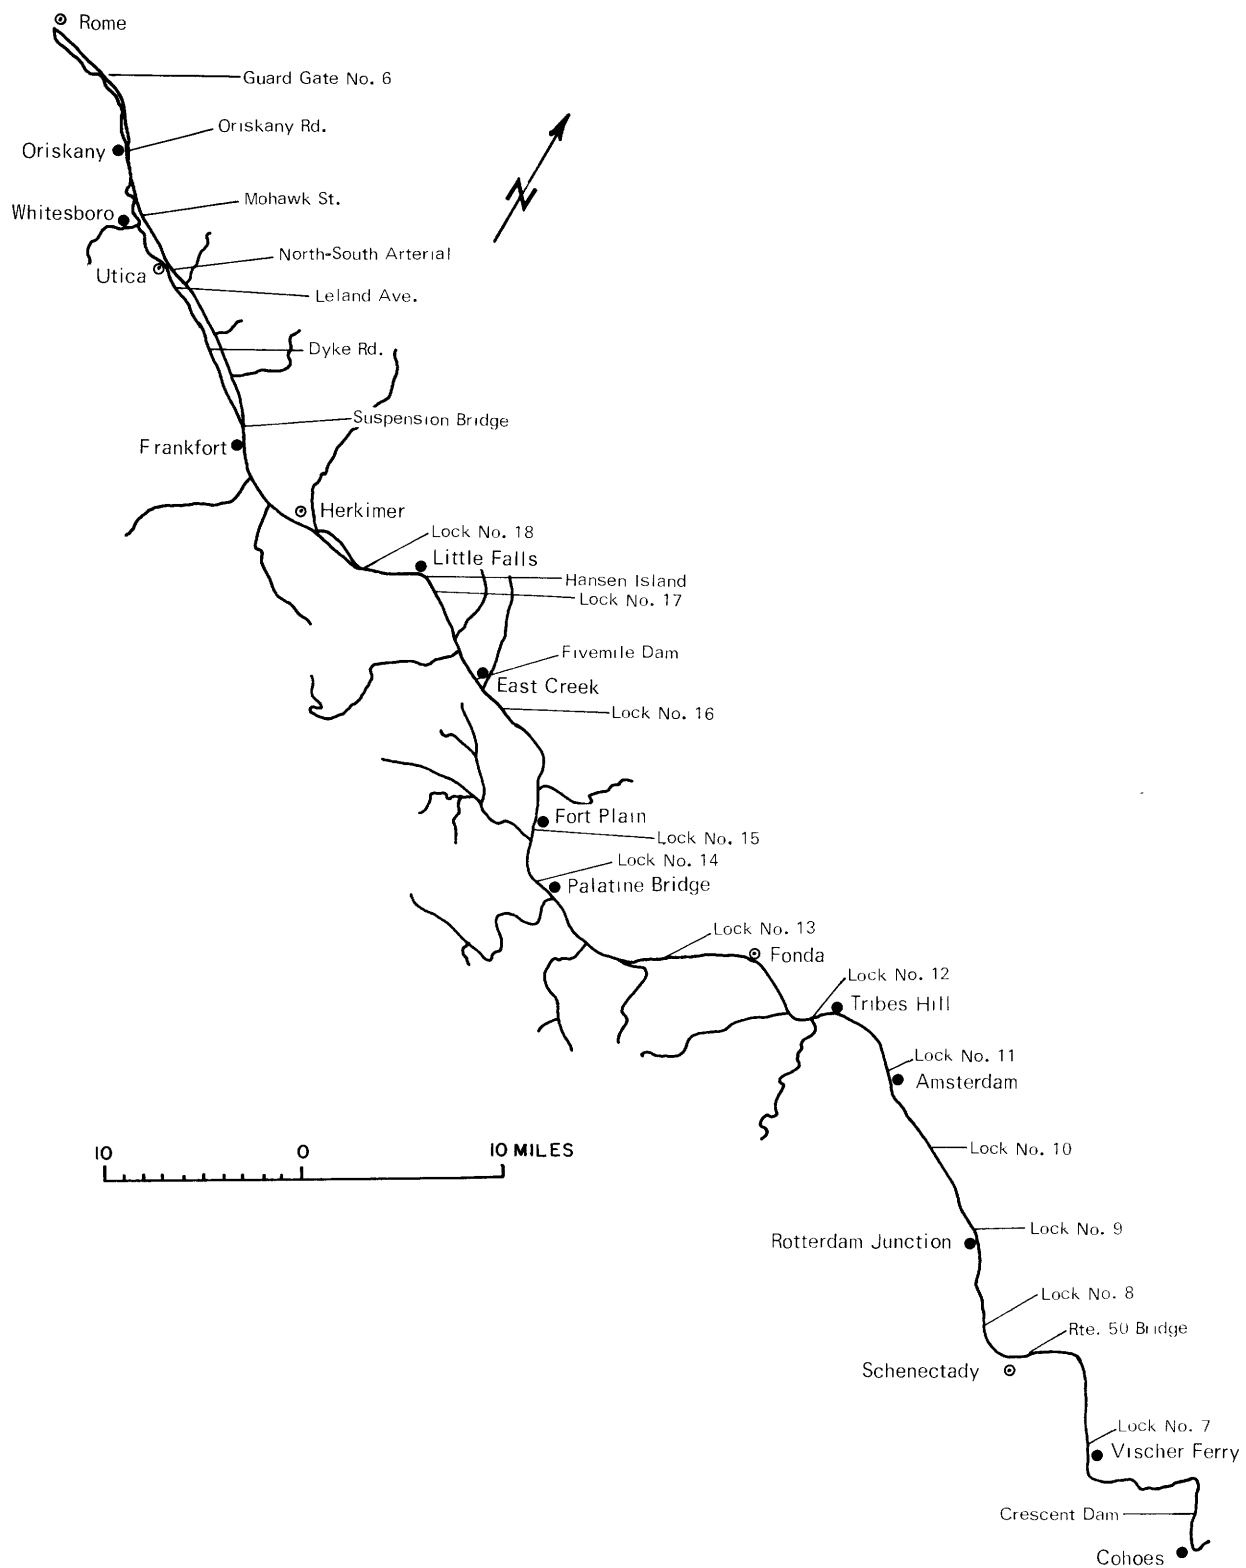 Rome
Guard Gate No. 6
Oriskany Rd.
Oriskany
Mohawk St.
Whitesboro
North-South Arterial
Utica
Leland Ave.
Dyke Rd.
Suspension Bridge
Frankfort
Herkimer
Lock No. 18
Little Falls
Hansen Island
Lock No. 17
Fivemile Dam
East Creek
Lock No. 16
Fort Plain
Lock No. 15
Lock No. 14
Palatine Bridge
Lock No. 13
Fonda
Lock No. 12
Tribes Hill
Lock No. 11
Amsterdam
10 0 10 MILES
Lock No. 10
Lock No. 9
Rotterdam Junction
Lock No. 8
Rte. 50 Bridge
Schenectady
Lock No. 7
Vischer Ferry
Crescent Dam
Cohoes
N